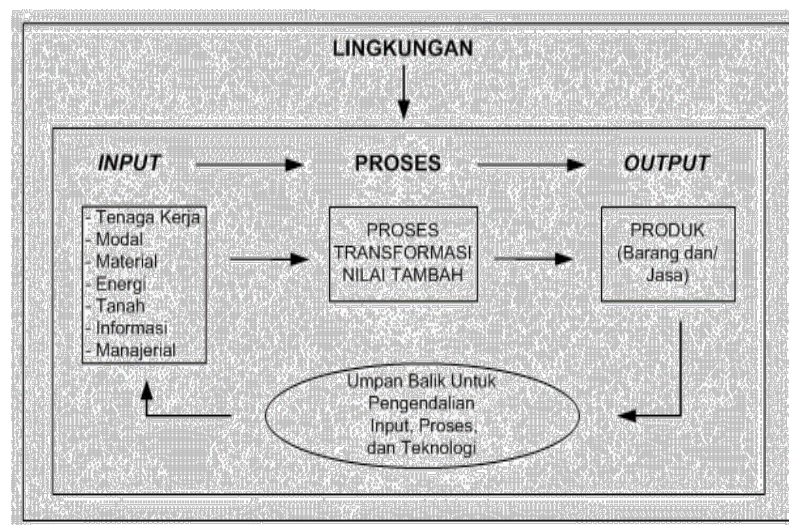 LINGKUNGAN
INPUT
PROSES
OUTPUT
- Tenaga Kerja
- Modal
- Material
- Energi
- Tanah
- Informasi
- Manajerial
PROSES
TRANSFORMASI
NILAI TAMBAH
PRODUK
(Barang dan/
Jasa)
Umpan Balik Untuk
Pengendalian
Input, Proses,
dan Teknologi